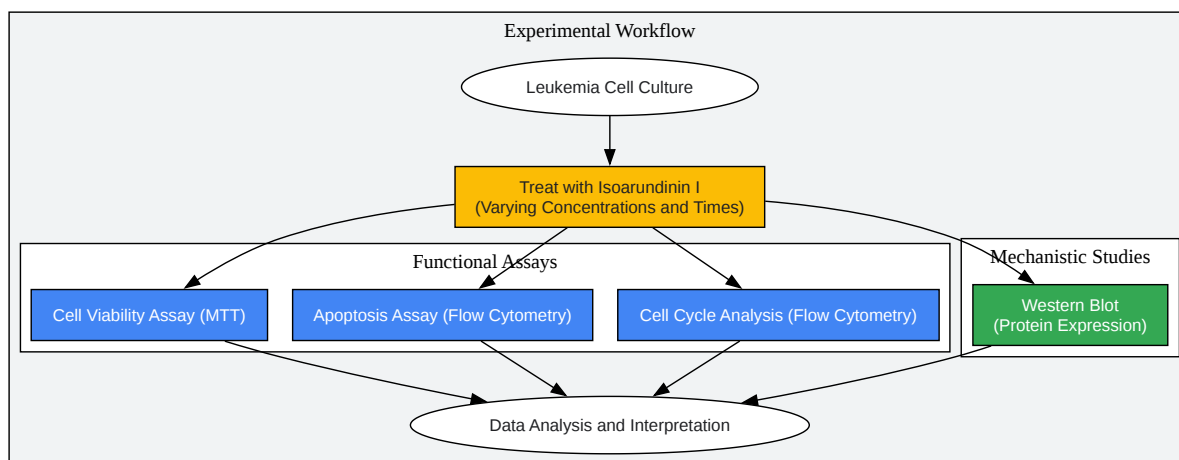 Experimental Workflow
Leukemia Cell Culture
Treat with Isoarundinin I
(Varying Concentrations and Times)
Functional Assays
Mechanistic Studies
Cell Viability Assay (MTT)
Apoptosis Assay (Flow Cytometry)
Cell Cycle Analysis (Flow Cytometry)
Western Blot
(Protein Expression)
Data Analysis and Interpretation